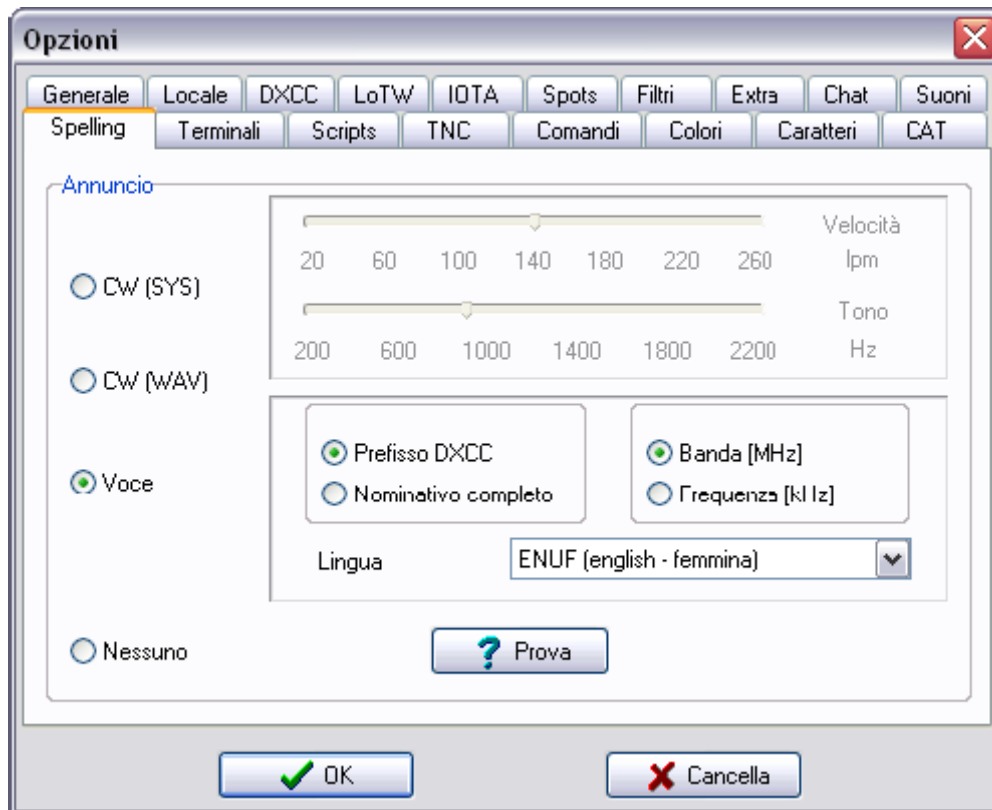 Opzioni
Generale Locale DXCC LoTW IOTA Spots Filtri Extra Chat Suoni
Spelling Terminali Scripts TNC Comandi Colori Caratteri CAT
Annuncio
Velocità
20 60 100 140 180 220 260 lpm
CW (SYS)
Tono
200 600 1000 1400 1800 2200 Hz
CW (WAV)
Prefisso DXCC
Banda [MHz]
Voce
Nominativo completo
Frequenza [kHz]
Lingua
ENUF (english - femmina)
Nessuno
Prova
OK
Cancella